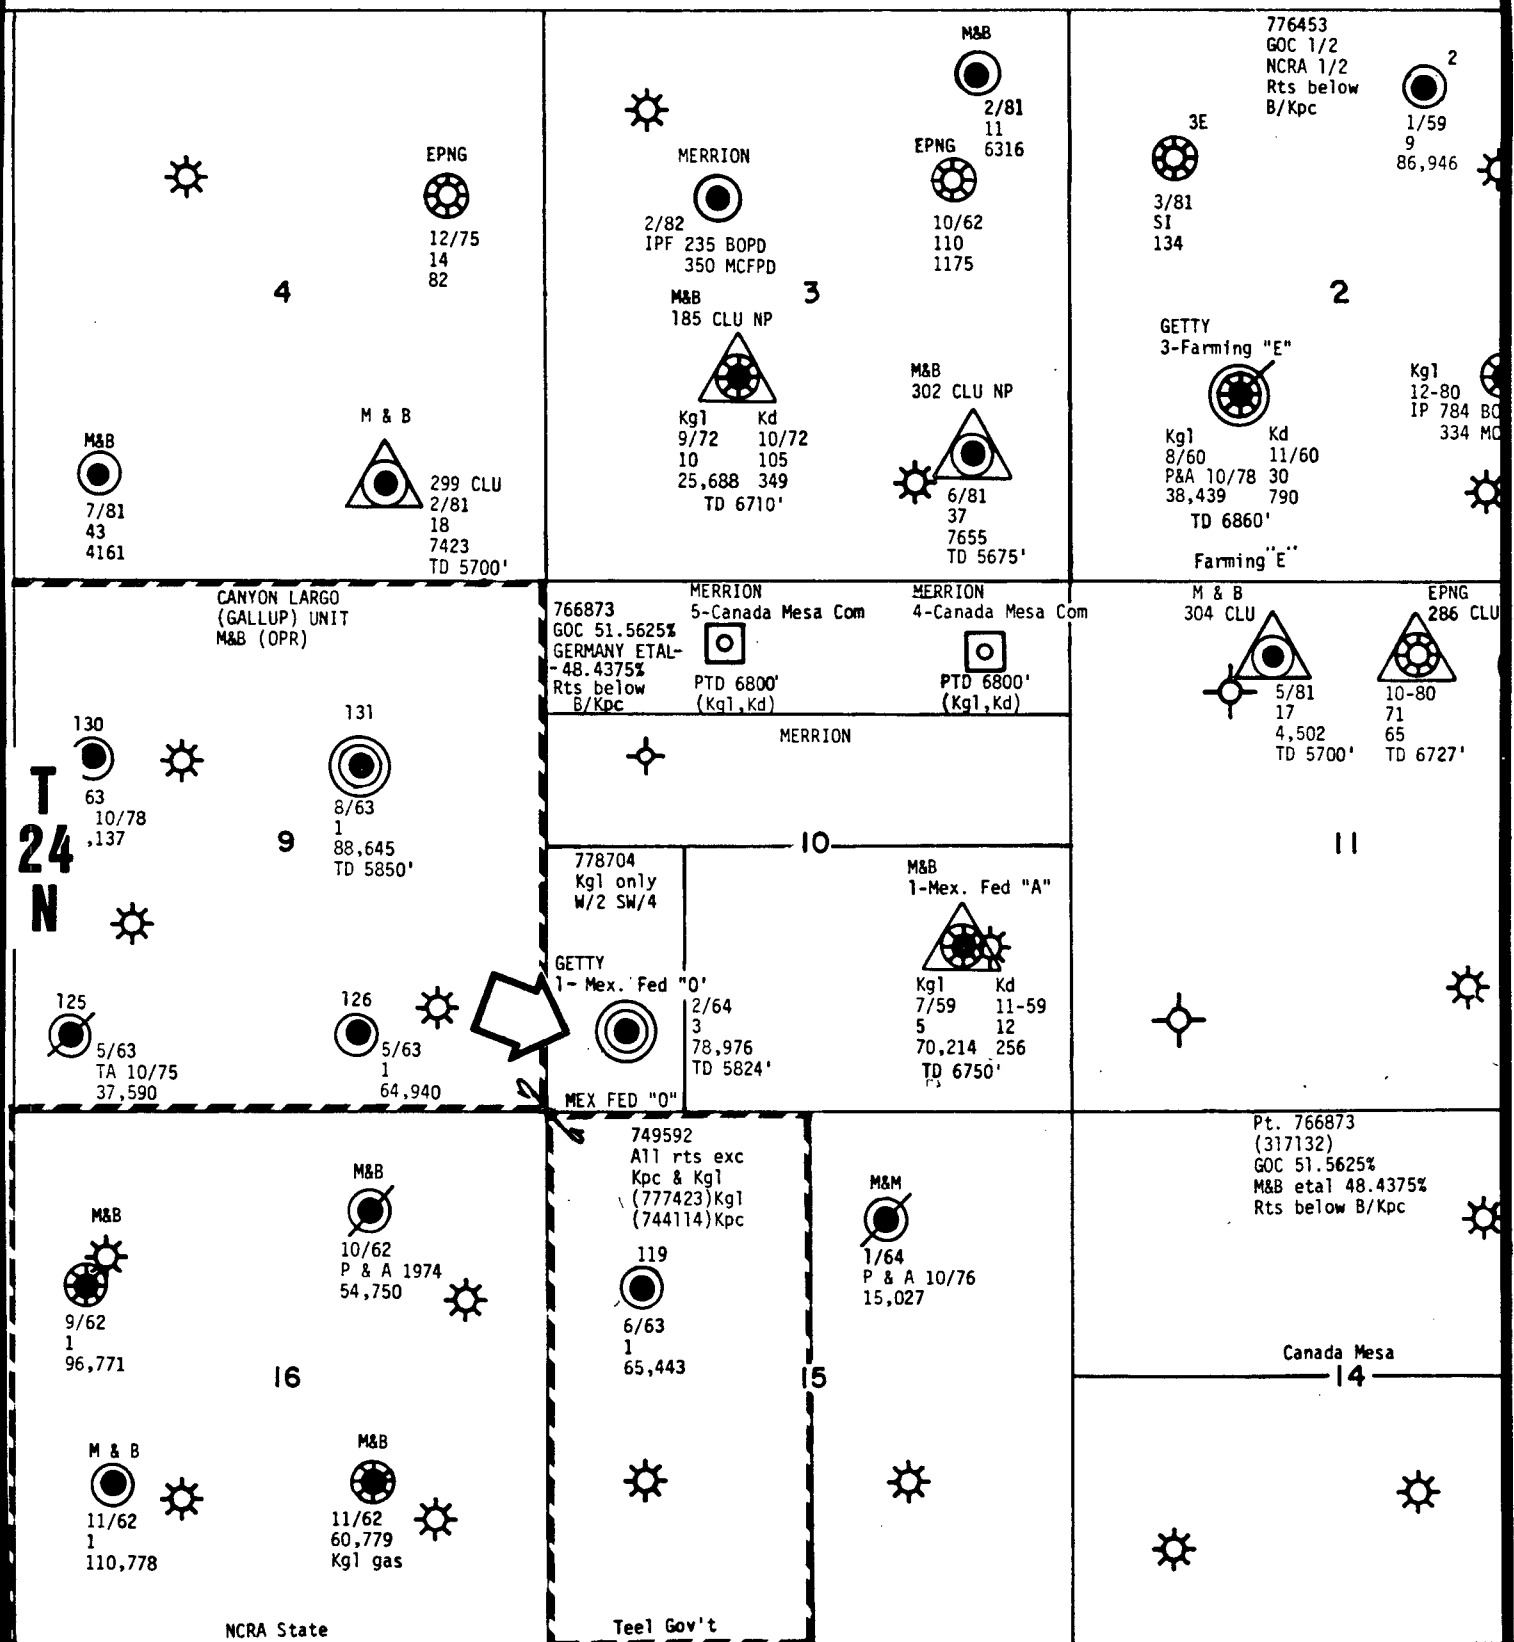 EPNG
12/75
14
82
4
M&B
7/81
43
4161
M & B
299 CLU
2/81
18
7423
TD 5700'
M&B
2/81
11
6316
MERRION
2/82
IPF 235 BOPD
350 MCFPD
EPNG
10/62
110
1175
3
M&B
185 CLU NP
Kgl Kd
9/72 10/72
10 105
25,688 349
TD 6710'
M&B
302 CLU NP
6/81
37
7655
TD 5675'
776453
GOC 1/2
NCRA 1/2
Rts below
B/Kpc
2
1/59
9
86,946
3E
3/81
SI
134
2
GETTY
3-Farming "E"
Kgl Kd
8/60 11/60
P&A 10/78 30
38,439 790
TD 6860'
Farming "E"
Kgl
12-80
IP 784 BO
334 MC
CANYON LARGO
(GALLUP) UNIT
M&B (OPR)
130
63
10/78
,137
131
8/63
1
88,645
TD 5850'
T
24
N
9
125
5/63
TA 10/75
37,590
126
5/63
1
64,940
766873
GOC 51.5625%
GERMANY ETAL-
-48.4375%
Rts below
B/Kpc
MERRION
5-Canada Mesa Com
PTD 6800'
(Kgl,Kd)
MERRION
4-Canada Mesa Com
PTD 6800'
(Kgl,Kd)
MERRION
10
778704
Kgl only
W/2 SW/4
GETTY
1- Mex. Fed "O"
2/64
3
78,976
TD 5824'
MEX FED "O"
M&B
1-Mex. Fed "A"
Kgl Kd
7/59 11-59
5 12
70,214 256
TD 6750'
M & B
304 CLU
5/81
17
4,502
TD 5700'
EPNG
286 CLU
10-80
71
65
TD 6727'
11
M&B
9/62
1
96,771
M&B
10/62
P & A 1974
54,750
16
M & B
11/62
1
110,778
M&B
11/62
60,779
Kgl gas
NCRA State
749592
All rts exc
Kpc & Kgl
(777423)Kgl
(744114)Kpc
119
6/63
1
65,443
Teel Gov't
15
M&M
1/64
P & A 10/76
15,027
Pt. 766873
(317132)
GOC 51.5625%
M&B etal 48.4375%
Rts below B/Kpc
Canada Mesa
14